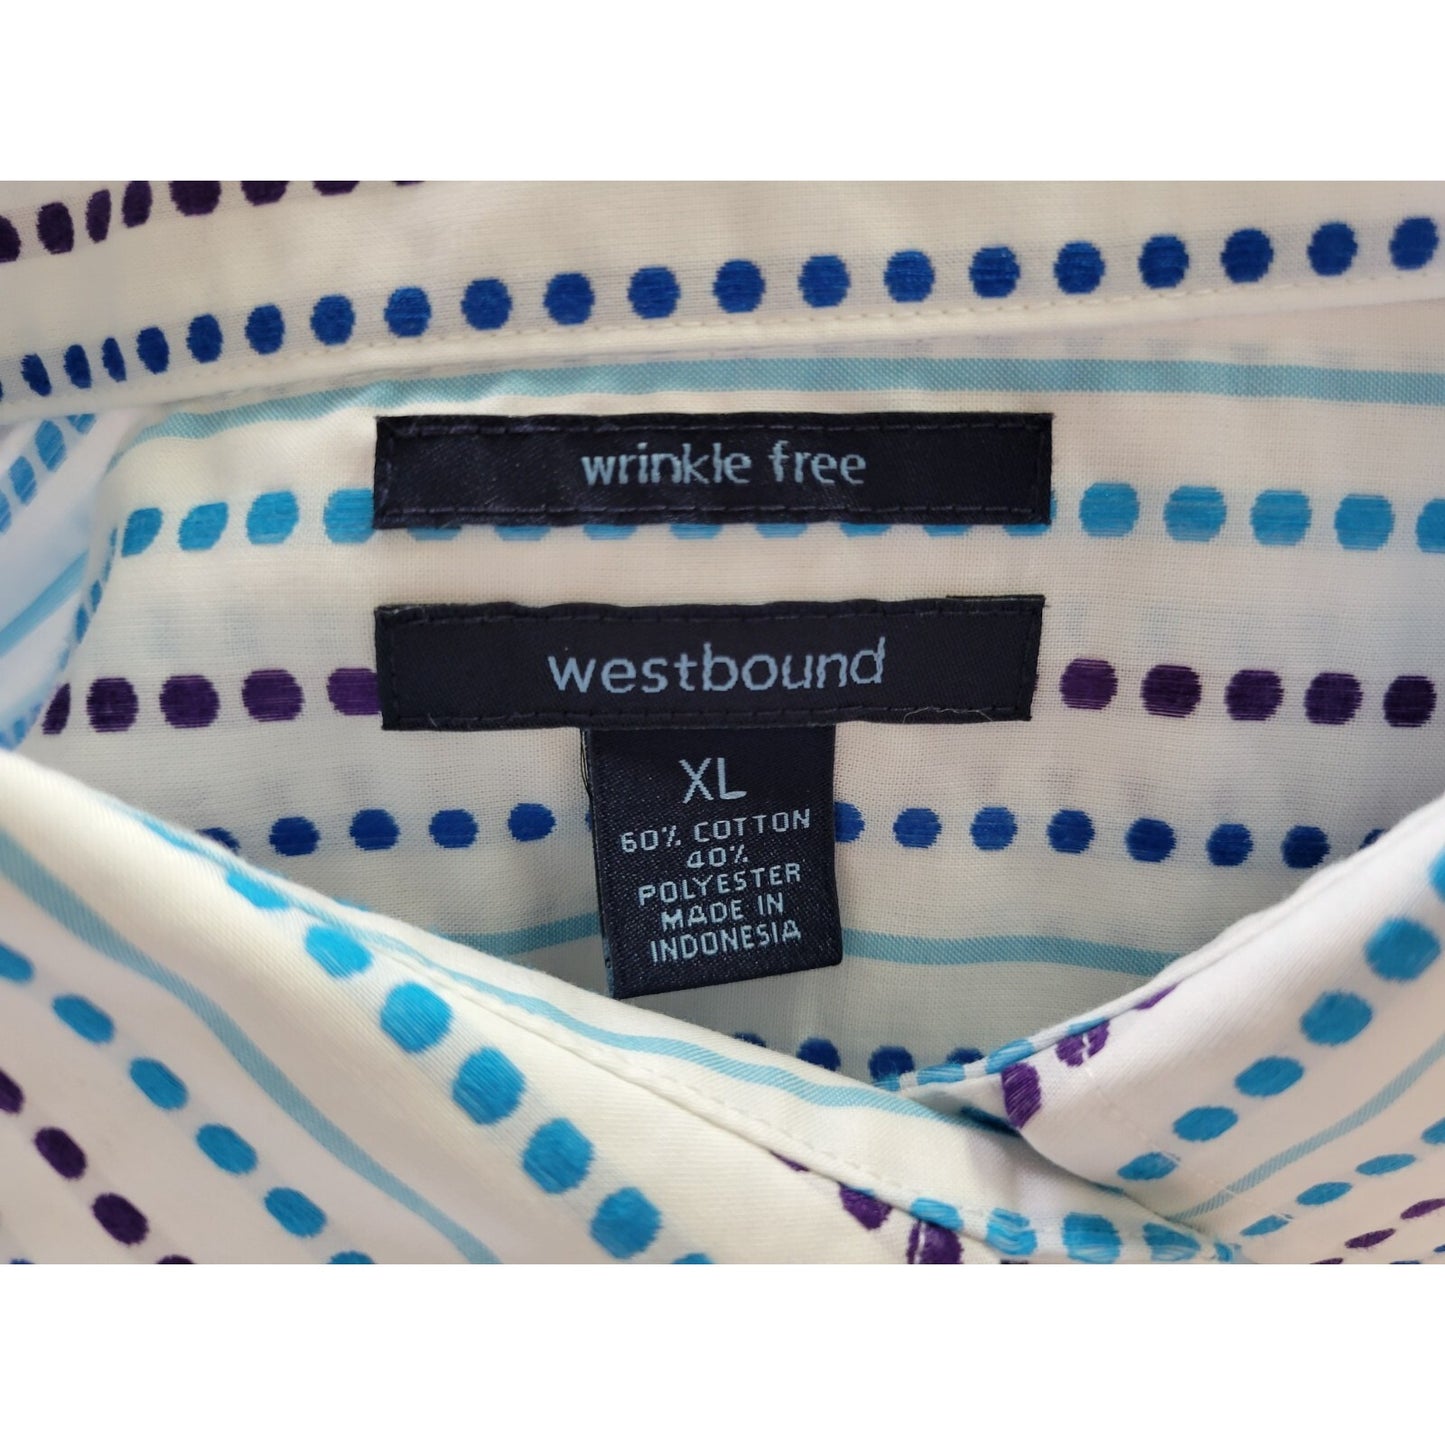 wrinkle free
westbound
XL
60% COTTON
40%
POLYESTER
MADE IN
INDONESIA